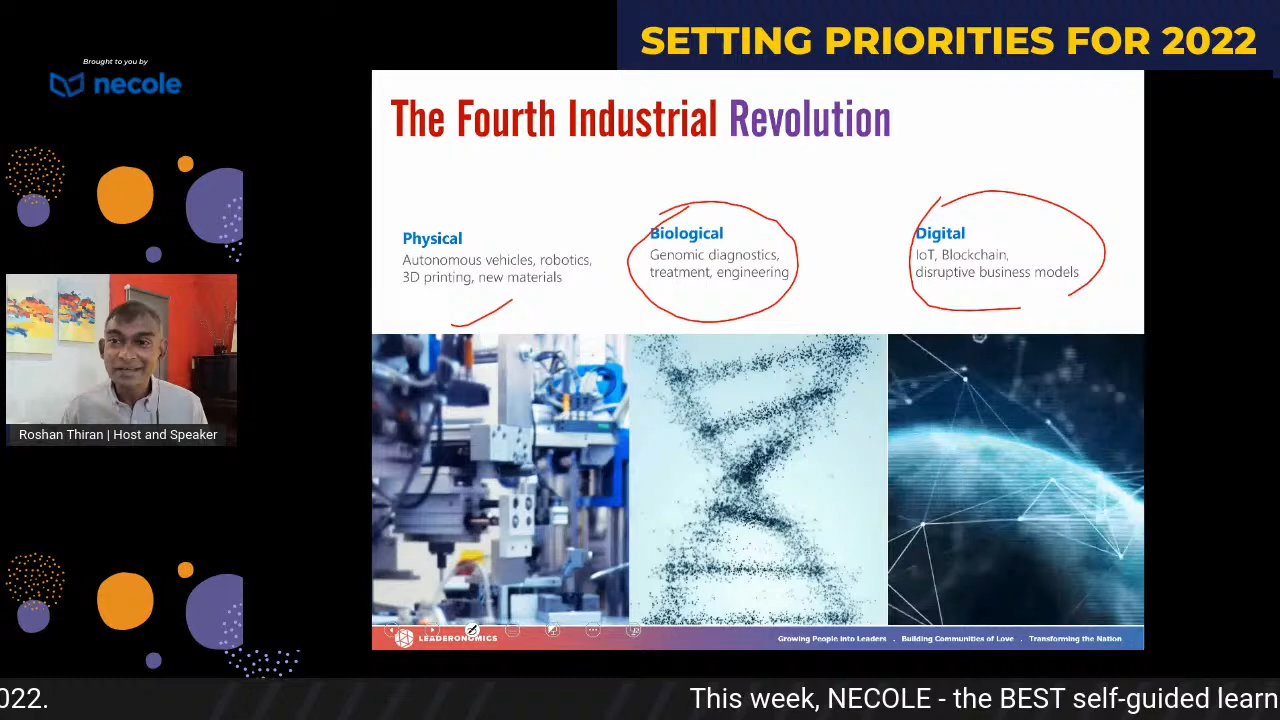 SETTING PRIORITIES FOR 2022
Brought to you by
necole
The Fourth Industrial Revolution
Physical
Autonomous vehicles, robotics,
3D printing, new materials
Biological
Genomic diagnostics,
treatment, engineering
Digital
IoT, Blockchain,
disruptive business models
Roshan Thiran | Host and Speaker
LEADERONOMICS
Growing People into Leaders . Building Communities of Love . Transforming the Nation
022.
This week, NECOLE - the BEST self-guided learn